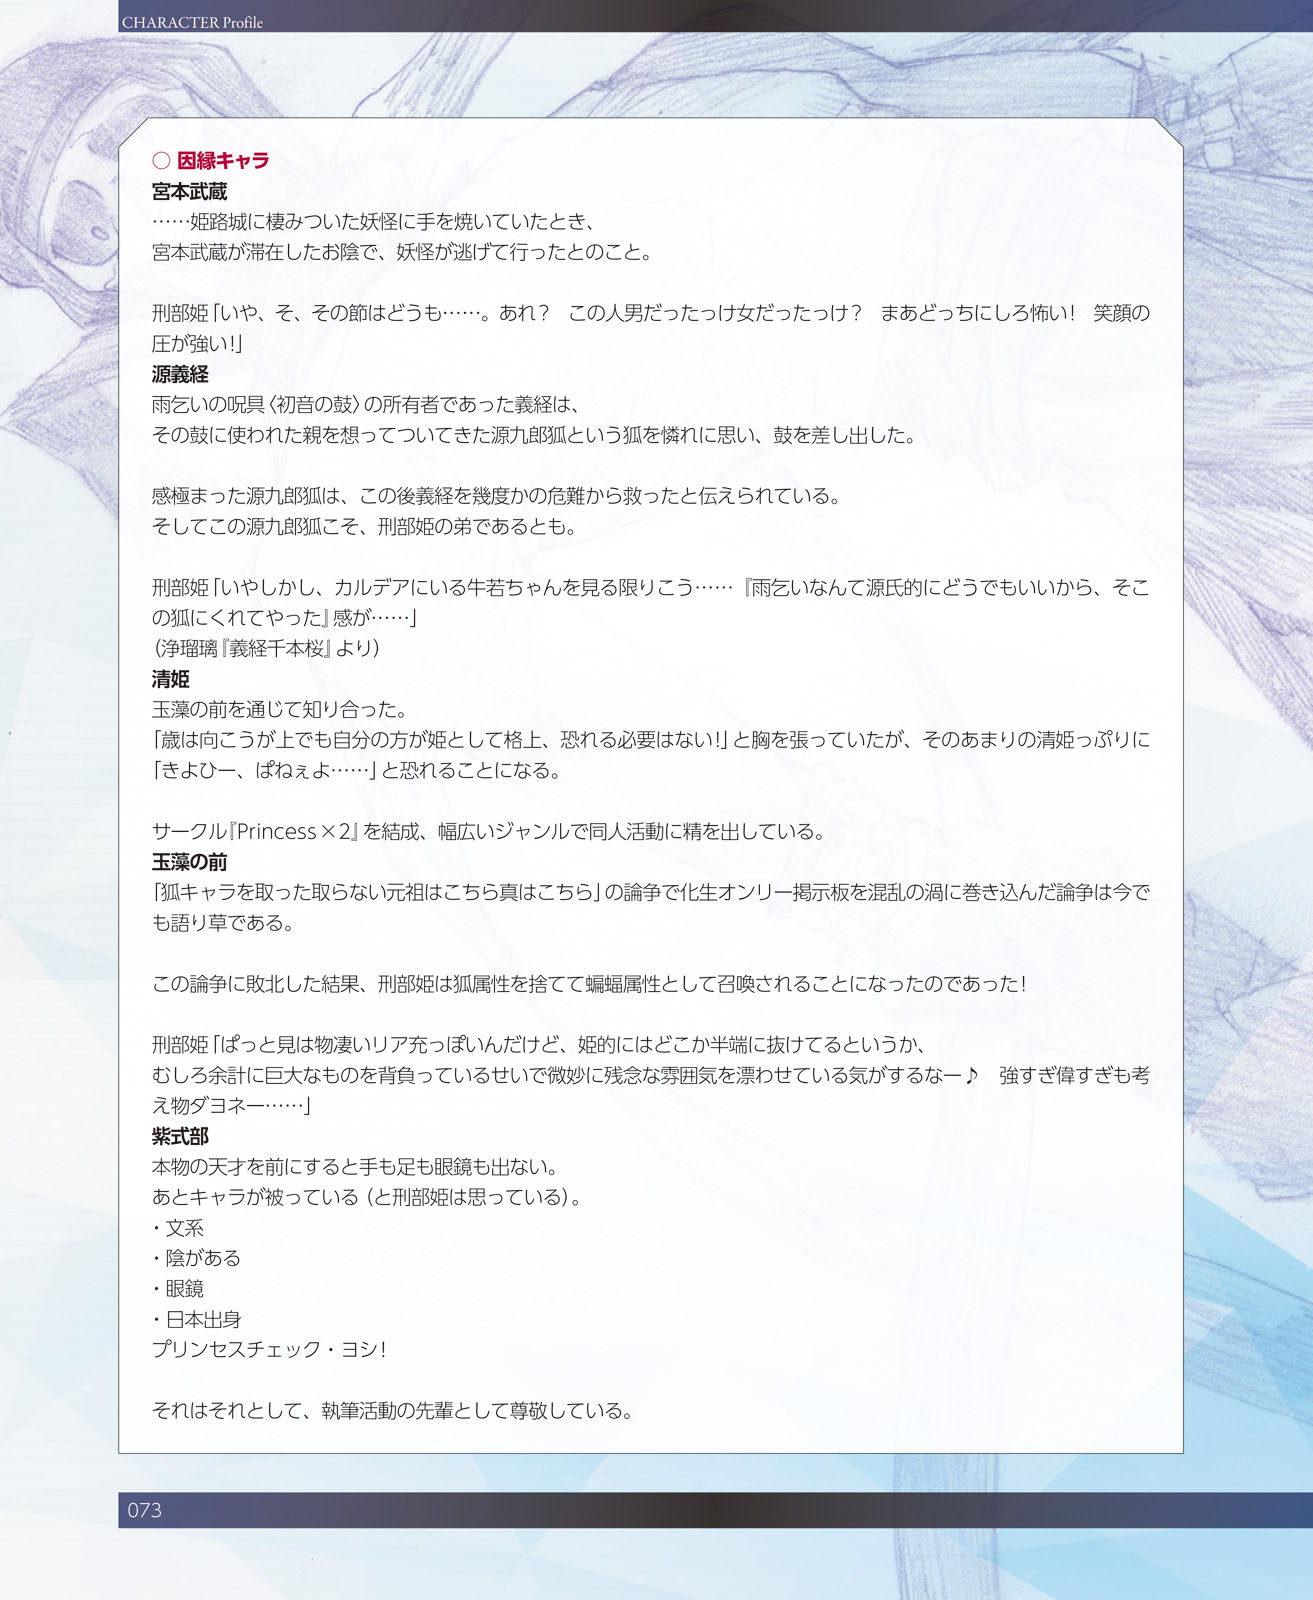 CHARACTER Profile
○ 因縁キャラ
宮本武蔵
……姫路城に棲みついた妖怪に手を焼いていたとき、
宮本武蔵が滞在したお陰で、妖怪が逃げて行ったとのこと。
刑部姫「いや、そ、その節はどうも……。あれ？　この人男だったっけ女だったっけ？　まあどっちにしろ怖い！　笑顔の
圧が強い！」
源義経
雨乞いの呪具〈初音の鼓〉の所有者であった義経は、
その鼓に使われた親を想ってついてきた源九郎狐という狐を憐れに思い、鼓を差し出した。
感極まった源九郎狐は、この後義経を幾度かの危難から救ったと伝えられている。
そしてこの源九郎狐こそ、刑部姫の弟であるとも。
刑部姫「いやしかし、カルデアにいる牛若ちゃんを見る限りこう……『雨乞いなんて源氏的にどうでもいいから、そこ
の狐にくれてやった』感が……」
（浄瑠璃『義経千本桜』より）
清姫
玉藻の前を通じて知り合った。
「歳は向こうが上でも自分の方が姫として格上、恐れる必要はない！」と胸を張っていたが、そのあまりの清姫っぷりに
「きよひー、ぱねぇよ……」と恐れることになる。
サークル『Princess×2』を結成、幅広いジャンルで同人活動に精を出している。
玉藻の前
「狐キャラを取った取らない元祖はこちら真はこちら」の論争で化生オンリー掲示板を混乱の渦に巻き込んだ論争は今で
も語り草である。
この論争に敗北した結果、刑部姫は狐属性を捨てて蝙蝠属性として召喚されることになったのであった！
刑部姫「ぱっと見は物凄いリア充っぽいんだけど、姫的にはどこか半端に抜けてるというか、
むしろ余計に巨大なものを背負っているせいで微妙に残念な雰囲気を漂わせている気がするなー♪　強すぎ偉すぎも考
え物ダヨネー……」
紫式部
本物の天才を前にすると手も足も眼鏡も出ない。
あとキャラが被っている（と刑部姫は思っている）。
・文系
・陰がある
・眼鏡
・日本出身
プリンセスチェック・ヨシ！
それはそれとして、執筆活動の先輩として尊敬している。
073